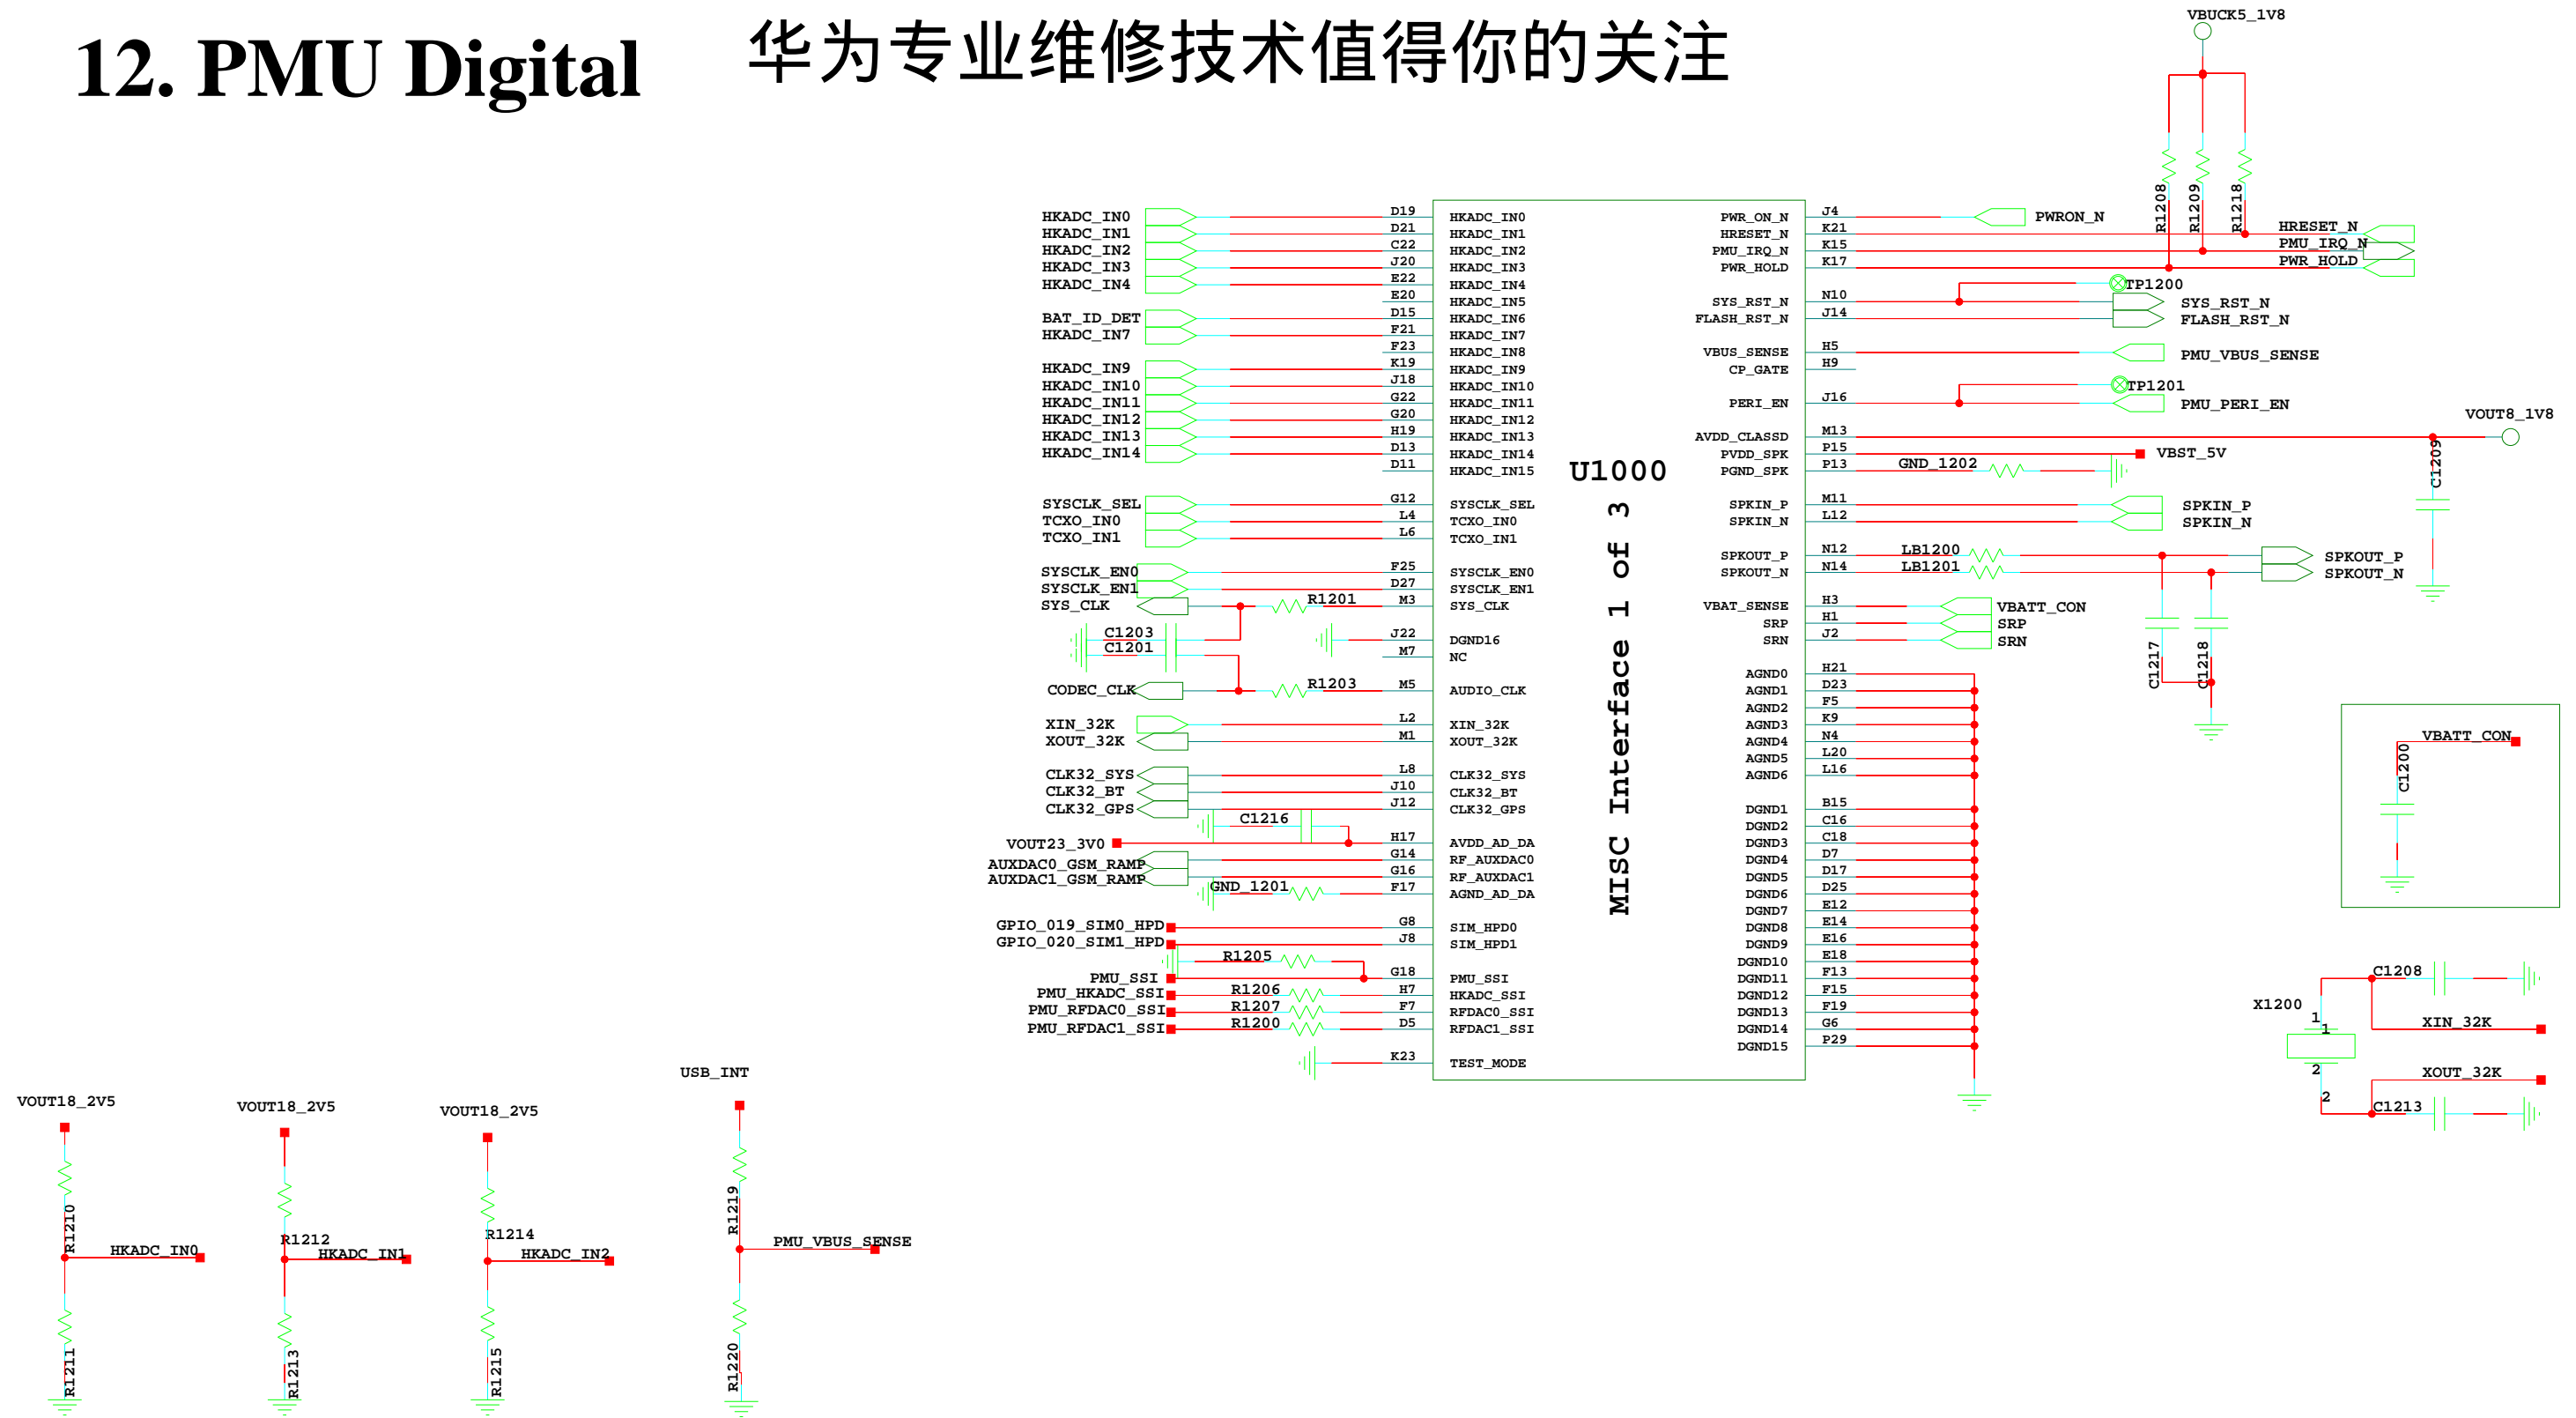 12. PMU Digital
华为专业维修技术值得你的关注
VBUCK5_1V8
R1208
R1209
R1218
HKADC_IN0 D19 HKADC_IN0
HKADC_IN1 D21 HKADC_IN1
HKADC_IN2 C22 HKADC_IN2
HKADC_IN3 J20 HKADC_IN3
HKADC_IN4 E22 HKADC_IN4
E20 HKADC_IN5
BAT_ID_DET D15 HKADC_IN6
HKADC_IN7 F21 HKADC_IN7
F23 HKADC_IN8
HKADC_IN9 K19 HKADC_IN9
HKADC_IN10 J18 HKADC_IN10
HKADC_IN11 G22 HKADC_IN11
HKADC_IN12 G20 HKADC_IN12
HKADC_IN13 H19 HKADC_IN13
HKADC_IN14 D13 HKADC_IN14
D11 HKADC_IN15
SYSCLK_SEL G12 SYSCLK_SEL
TCXO_IN0 L4 TCXO_IN0
TCXO_IN1 L6 TCXO_IN1
SYSCLK_EN0 F25 SYSCLK_EN0
SYSCLK_EN1 D27 SYSCLK_EN1
SYS_CLK R1201 M3 SYS_CLK
C1203 J22 DGND16
C1201 M7 NC
CODEC_CLK R1203 M5 AUDIO_CLK
XIN_32K L2 XIN_32K
XOUT_32K M1 XOUT_32K
CLK32_SYS L8 CLK32_SYS
CLK32_BT J10 CLK32_BT
CLK32_GPS J12 CLK32_GPS
C1216
VOUT23_3V0 H17 AVDD_AD_DA
AUXDAC0_GSM_RAMP G14 RF_AUXDAC0
AUXDAC1_GSM_RAMP G16 RF_AUXDAC1
GND_1201 F17 AGND_AD_DA
GPIO_019_SIM0_HPD G8 SIM_HPD0
GPIO_020_SIM1_HPD J8 SIM_HPD1
R1205
PMU_SSI G18 PMU_SSI
PMU_HKADC_SSI R1206 H7 HKADC_SSI
PMU_RFDAC0_SSI R1207 F7 RFDAC0_SSI
PMU_RFDAC1_SSI R1200 D5 RFDAC1_SSI
K23 TEST_MODE
U1000
MISC Interface 1 of 3
PWR_ON_N J4 PWRON_N
HRESET_N K21 HRESET_N
PMU_IRQ_N K15 PMU_IRQ_N
PWR_HOLD K17 PWR_HOLD
TP1200
SYS_RST_N N10 SYS_RST_N
FLASH_RST_N J14 FLASH_RST_N
VBUS_SENSE H5 PMU_VBUS_SENSE
CP_GATE H9
TP1201
PERI_EN J16 PMU_PERI_EN
VOUT8_1V8
AVDD_CLASSD M13
C1209
PVDD_SPK P15 VBST_5V
PGND_SPK P13 GND_1202
SPKIN_P M11 SPKIN_P
SPKIN_N L12 SPKIN_N
SPKOUT_P N12 LB1200 SPKOUT_P
SPKOUT_N N14 LB1201 SPKOUT_N
VBAT_SENSE H3 VBATT_CON
SRP H1 SRP
SRN J2 SRN
C1217
C1218
AGND0 H21
AGND1 D23
AGND2 F5
AGND3 K9
AGND4 N4
AGND5 L20
AGND6 L16
DGND1 B15
DGND2 C16
DGND3 C18
DGND4 D7
DGND5 D17
DGND6 D25
DGND7 E12
DGND8 E14
DGND9 E16
DGND10 E18
DGND11 F13
DGND12 F15
DGND13 F19
DGND14 G6
DGND15 P29
VBATT_CON
C1200
C1208
X1200
1
1
XIN_32K
2
XOUT_32K
2
C1213
VOUT18_2V5
R1210
HKADC_IN0
R1211
VOUT18_2V5
R1212
HKADC_IN1
R1213
VOUT18_2V5
R1214
HKADC_IN2
R1215
USB_INT
R1219
PMU_VBUS_SENSE
R1220